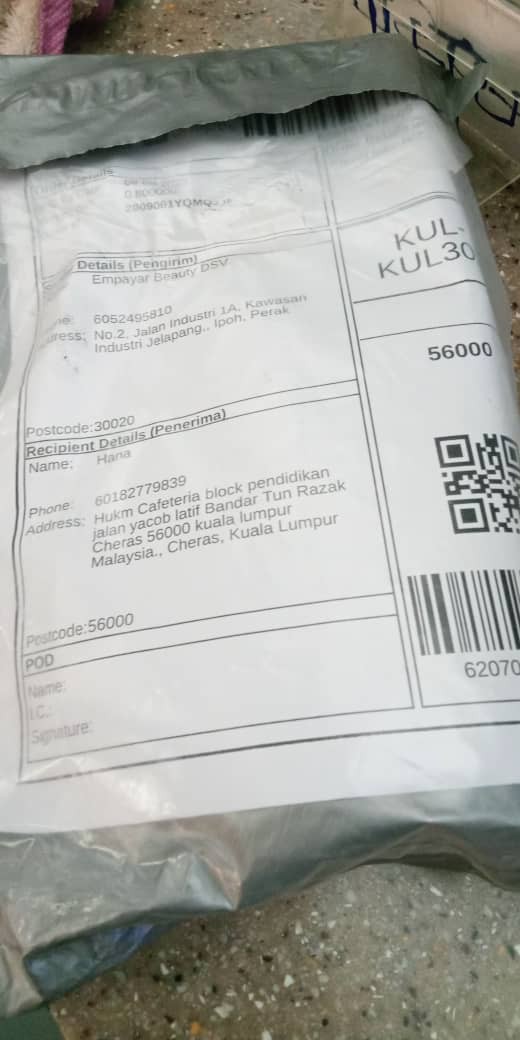 Details
2009001YQMQ
Details (Pengirim)
Empayar Beauty DSV
6052495810
No.2, Jalan Industri 1A, Kawasan
Industri Jelapang,, Ipoh, Perak
Postcode:30020
Recipient Details (Penerima)
Name: Hana
Phone: 60182779839
Address: Hukm Cafeteria block pendidikan
jalan yacob latif Bandar Tun Razak
Cheras 56000 kuala lumpur
Malaysia., Cheras, Kuala Lumpur
Postcode:56000
POD
Name:
I.C.:
Signature:
KUL-
KUL30
56000
62070